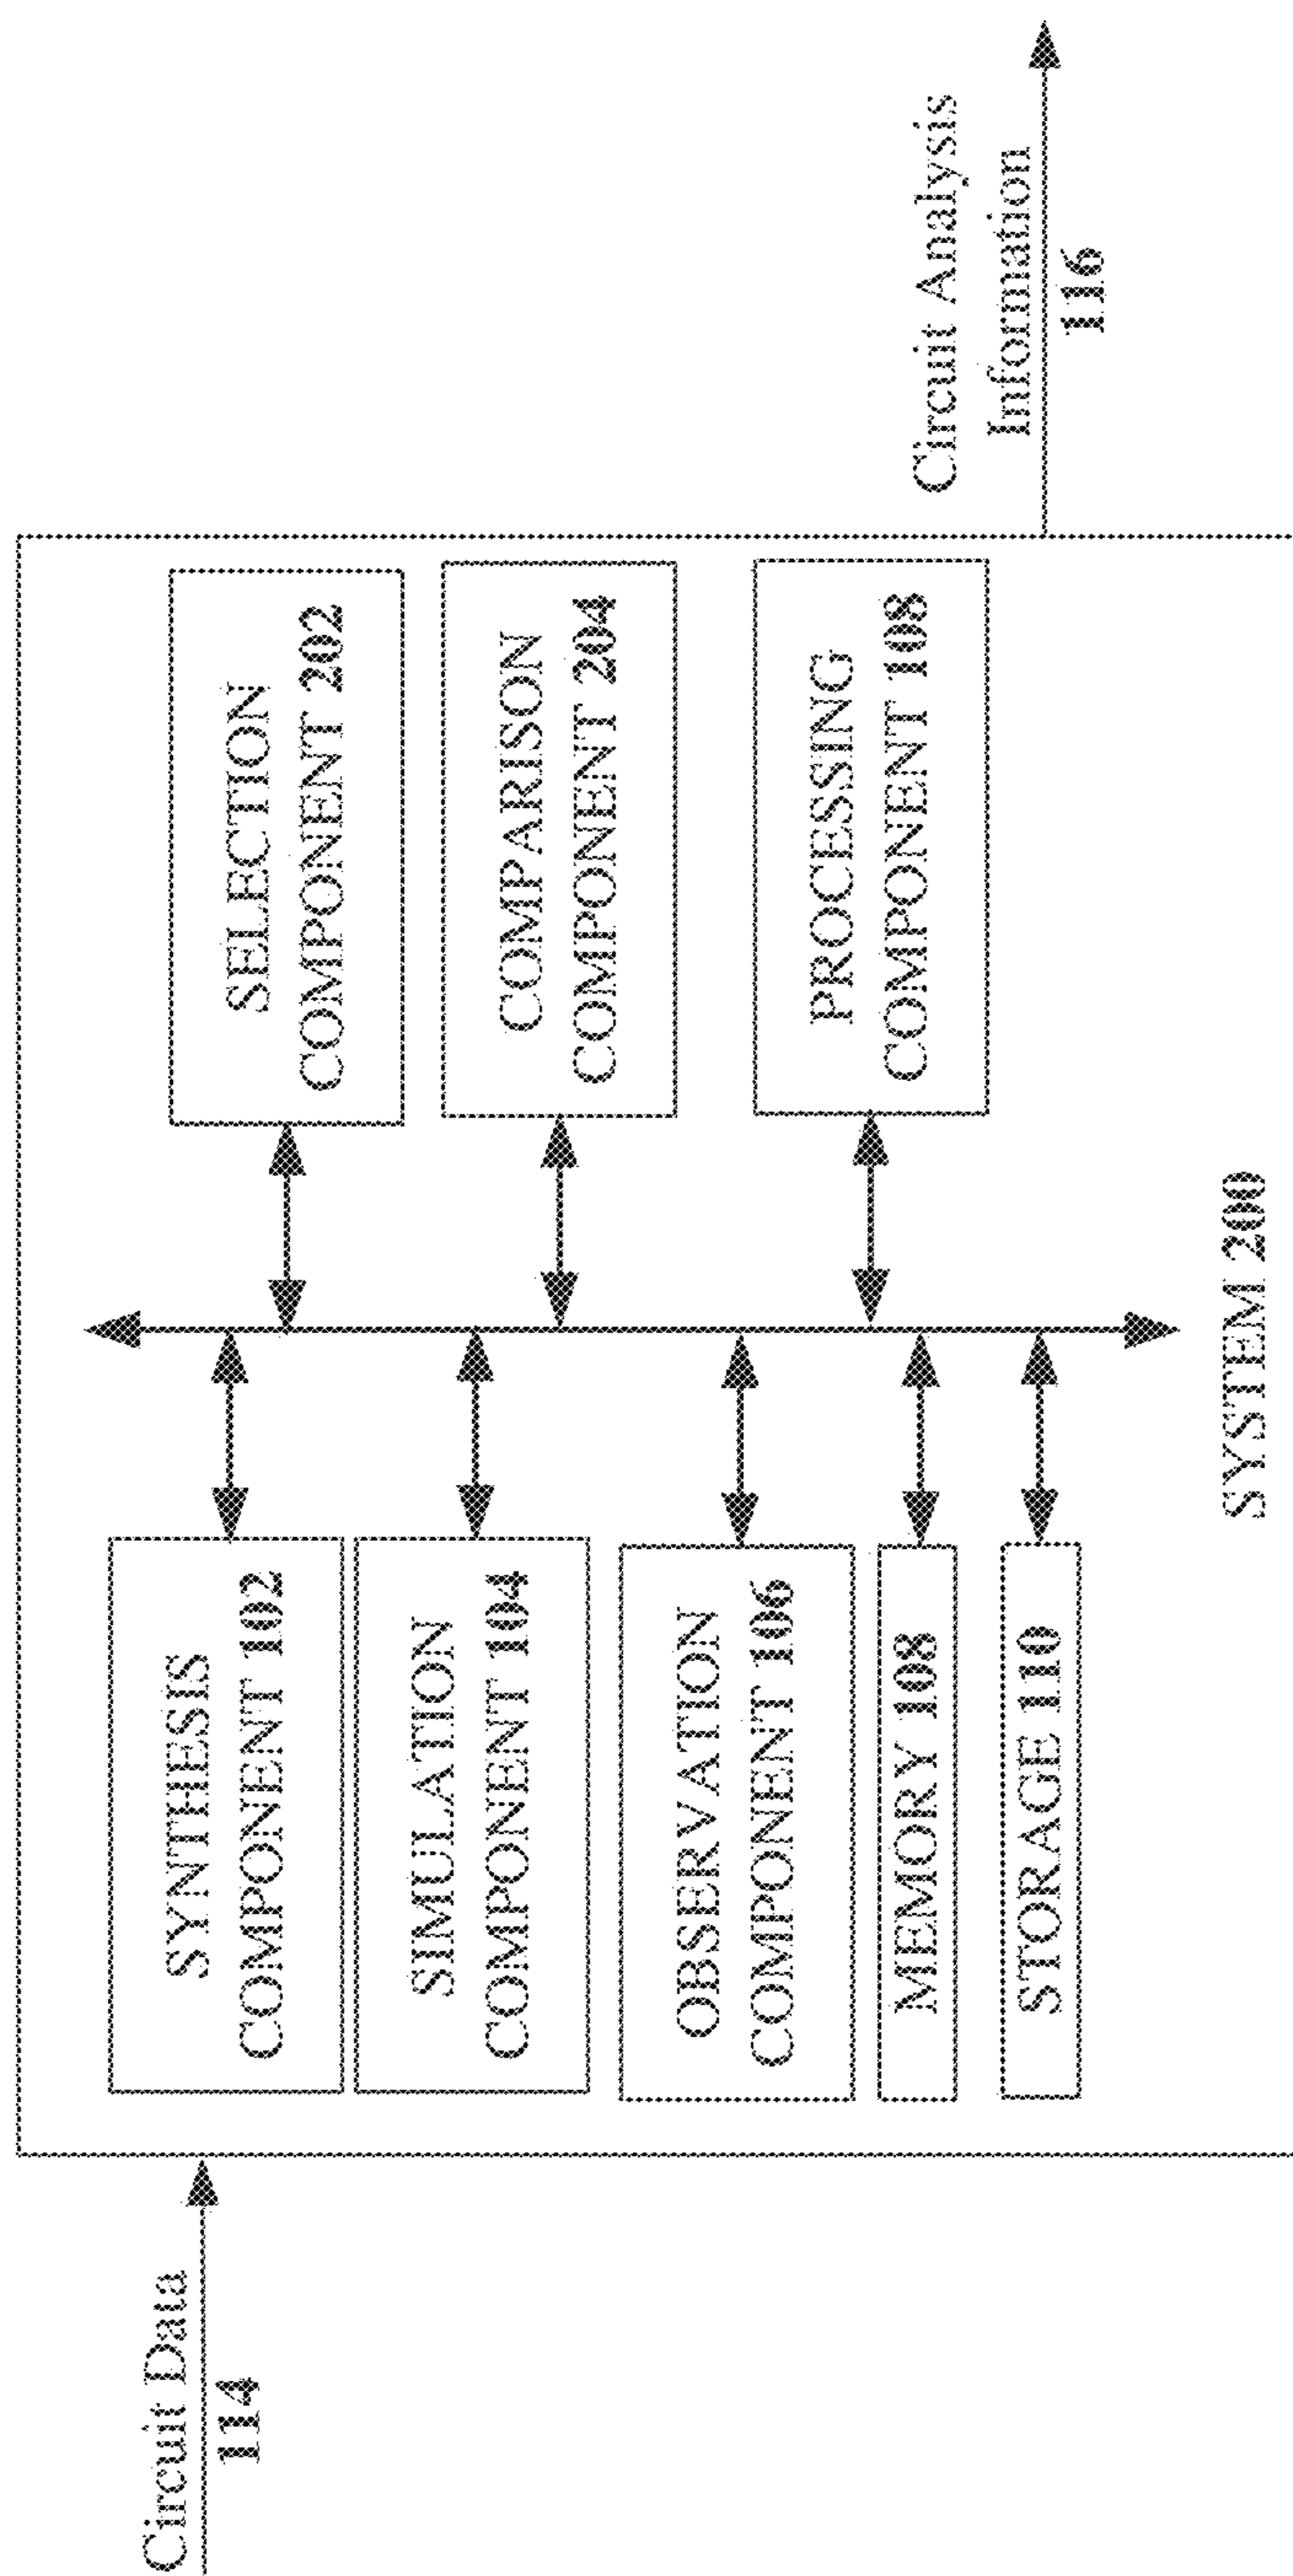 Circuit Data
114
SYNTHESIS
COMPONENT 102
SIMULATION
COMPONENT 104
OBSERVATION
COMPONENT 106
MEMORY 108
STORAGE 110
SELECTION
COMPONENT 202
COMPARISON
COMPONENT 204
PROCESSING
COMPONENT 108
SYSTEM 200
Circuit Analysis
Information
116